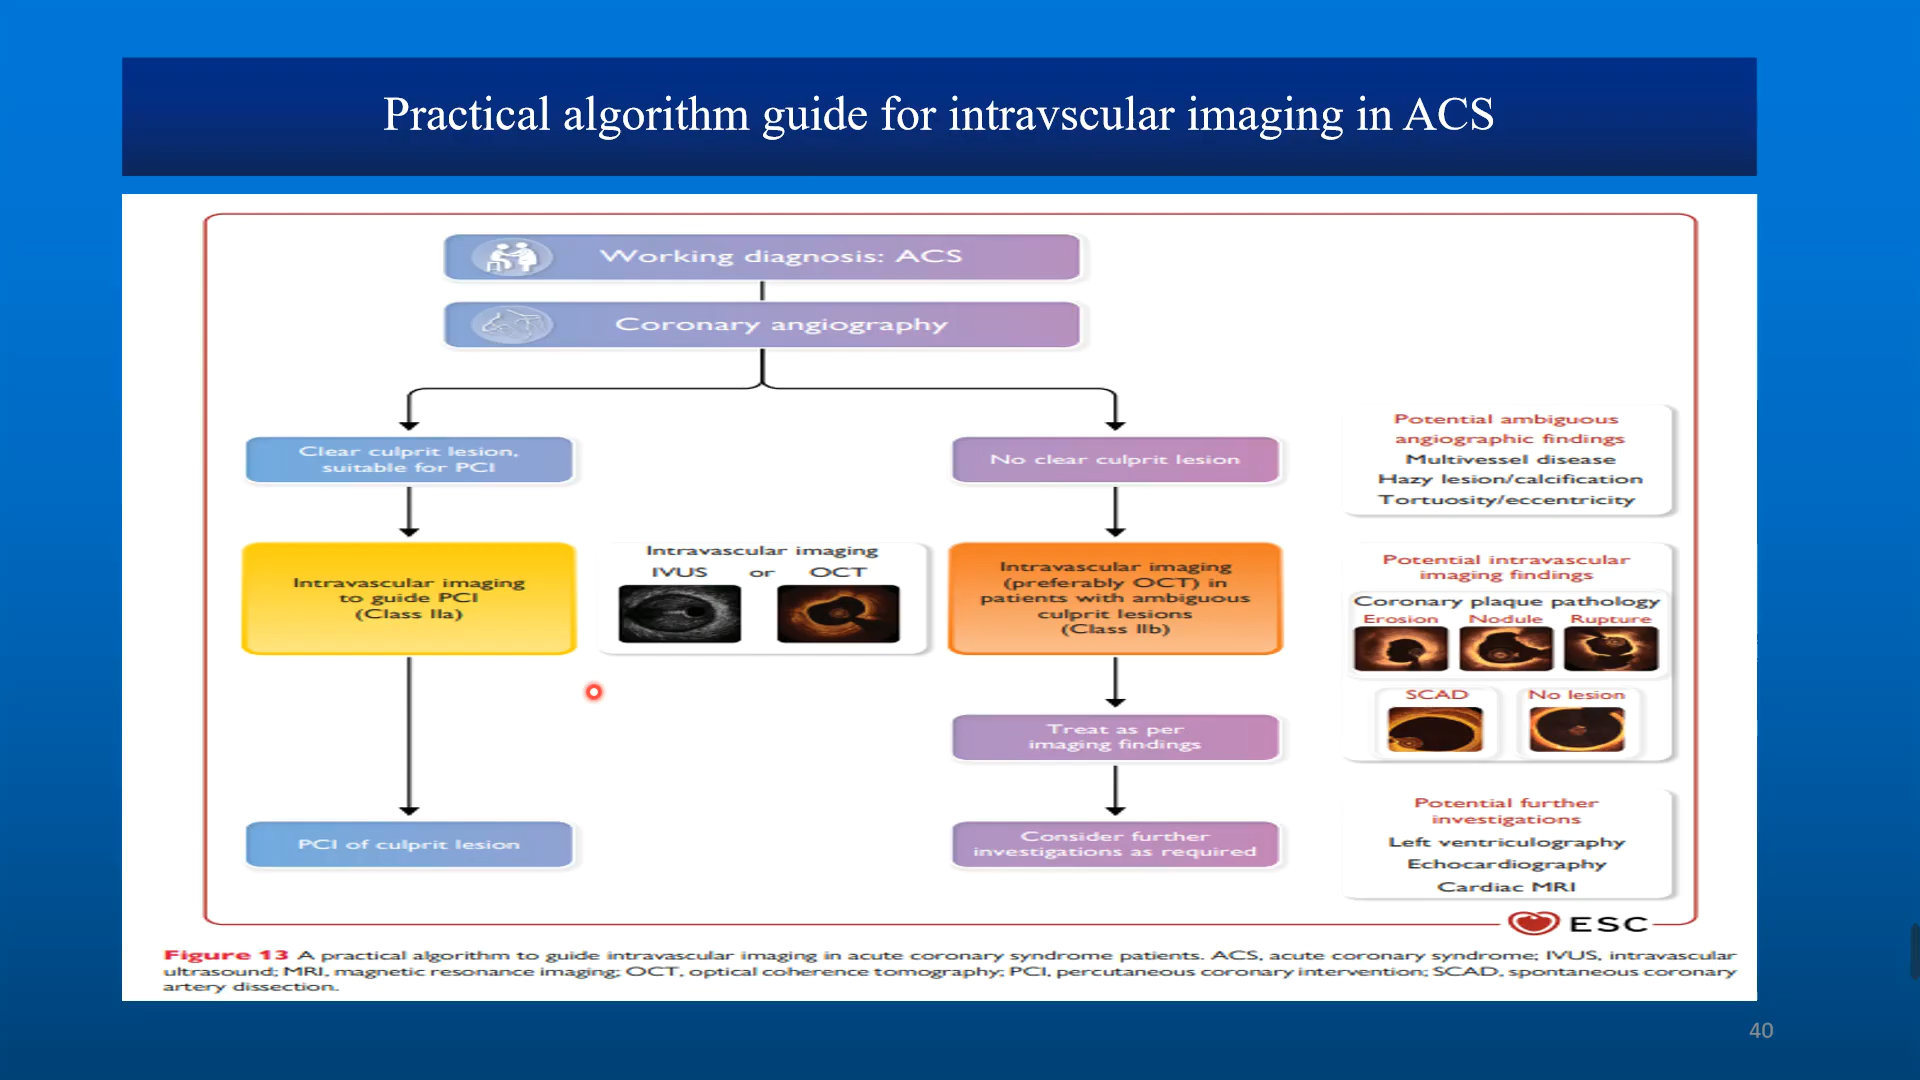 Practical algorithm guide for intravscular imaging in ACS
Working diagnosis: ACS
Coronary angiography
Clear culprit lesion,
suitable for PCI
No clear culprit lesion
Potential ambiguous
angiographic findings
Multivessel disease
Hazy lesion/calcification
Tortuosity/eccentricity
Intravascular imaging
to guide PCI
(Class IIa)
Intravascular imaging
IVUS or OCT
Intravascular imaging
(preferably OCT) in
patients with ambiguous
culprit lesions
(Class IIb)
Potential intravascular
imaging findings
Coronary plaque pathology
Erosion Nodule Rupture
SCAD No lesion
Treat as per
imaging findings
PCI of culprit lesion
Consider further
investigations as required
Potential further
investigations
Left ventriculography
Echocardiography
Cardiac MRI
ESC
Figure 13 A practical algorithm to guide intravascular imaging in acute coronary syndrome patients. ACS, acute coronary syndrome; IVUS, intravascular
ultrasound; MRI, magnetic resonance imaging; OCT, optical coherence tomography; PCI, percutaneous coronary intervention; SCAD, spontaneous coronary
artery dissection.
40